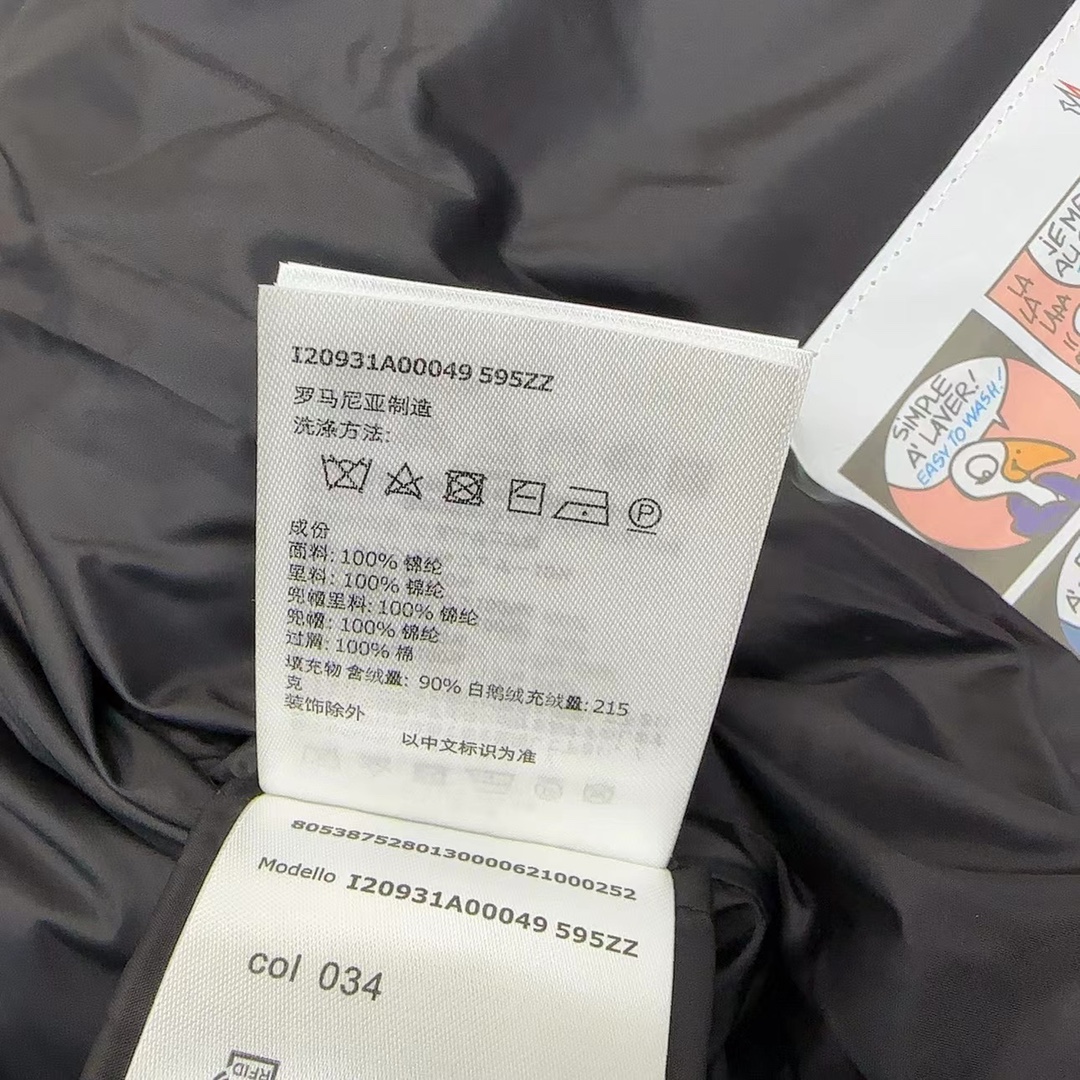 I20931A00049 595ZZ
罗马尼亚制造
洗涤方法:
P
成份
面料: 100% 锦纶
里料: 100% 锦纶
兜帽里料: 100% 锦纶
兜帽: 100% 锦纶
过肩: 100% 棉
填充物 含绒量: 90% 白鹅绒充绒量: 215
克
装饰除外
以中文标识为准
8053875280130000621000252
Modello I20931A00049 595ZZ
col 034
RFID
SIMPLE
A' LAVER!
EASY TO WASH!
LA
LA